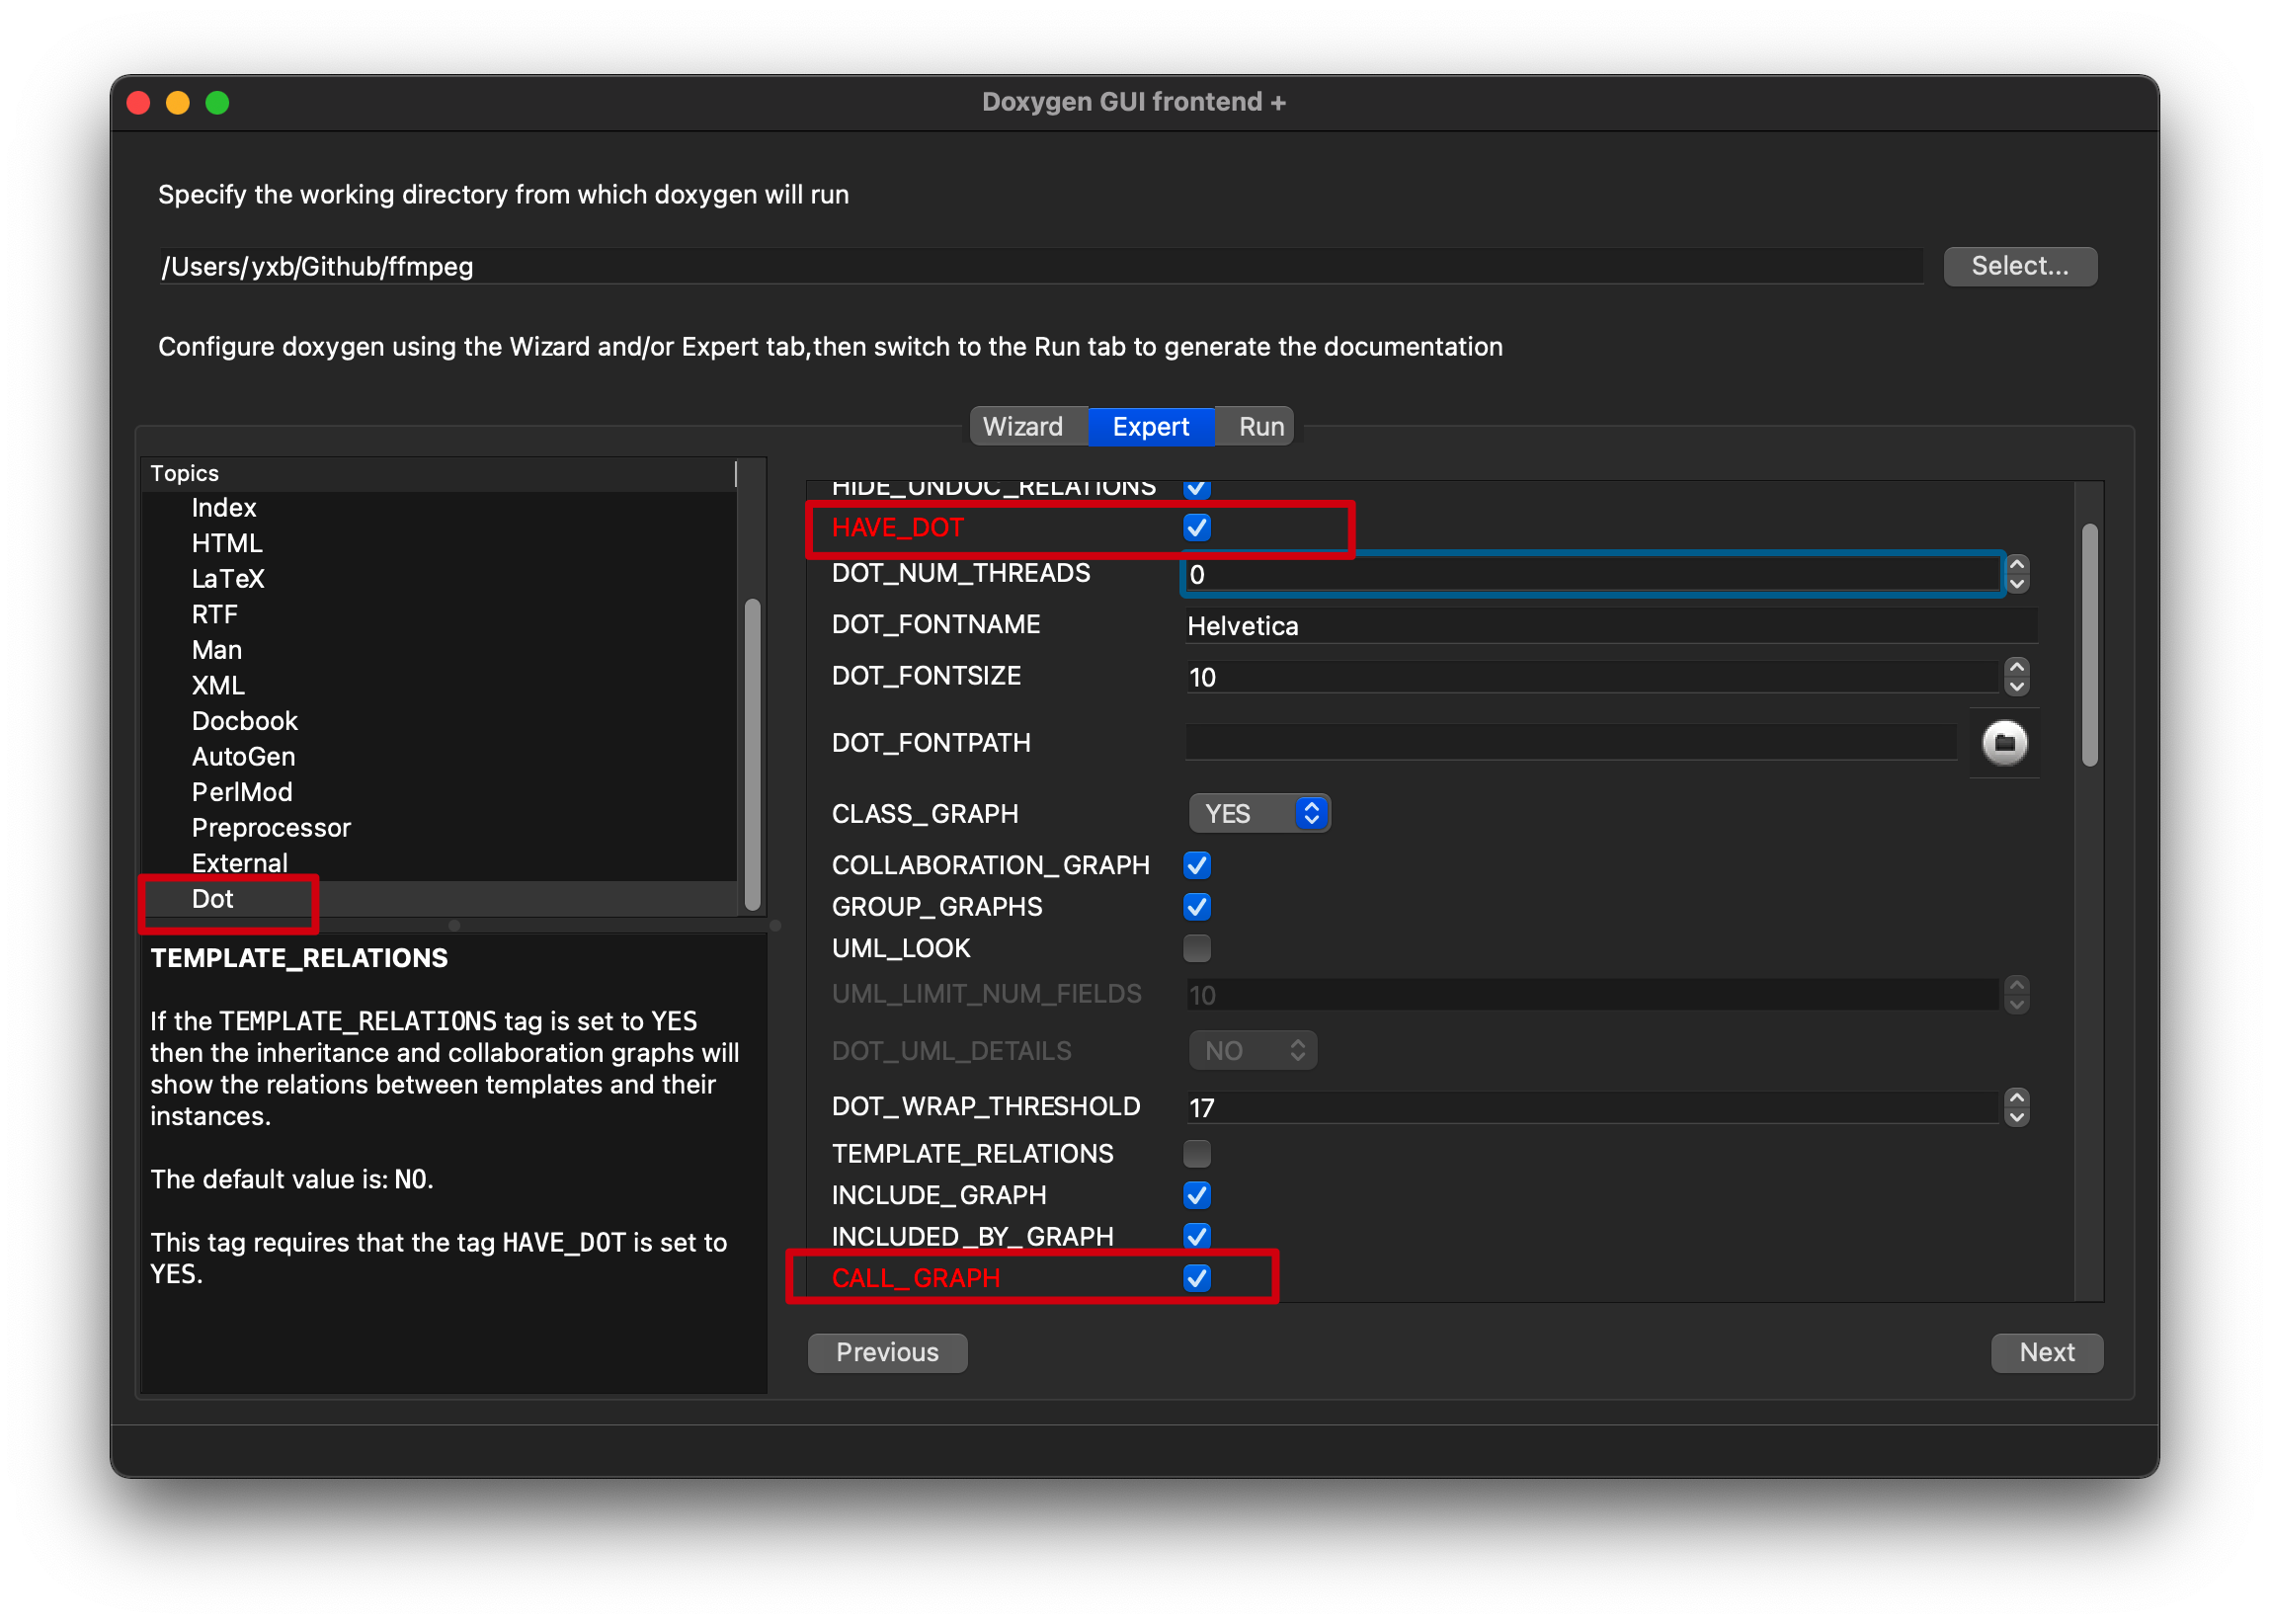 Doxygen GUI frontend +
Specify the working directory from which doxygen will run
/Users/yxb/Github/ffmpeg
Select...
Configure doxygen using the Wizard and/or Expert tab,then switch to the Run tab to generate the documentation
Wizard Expert Run
Topics
Index
HTML
LaTeX
RTF
Man
XML
Docbook
AutoGen
PerlMod
Preprocessor
External
Dot
TEMPLATE_RELATIONS
If the TEMPLATE_RELATIONS tag is set to YES
then the inheritance and collaboration graphs will
show the relations between templates and their
instances.
The default value is: NO.
This tag requires that the tag HAVE_DOT is set to
YES.
HIDE_UNDOC_RELATIONS
HAVE_DOT
DOT_NUM_THREADS 0
DOT_FONTNAME Helvetica
DOT_FONTSIZE 10
DOT_FONTPATH
CLASS_GRAPH YES
COLLABORATION_GRAPH
GROUP_GRAPHS
UML_LOOK
UML_LIMIT_NUM_FIELDS 10
DOT_UML_DETAILS NO
DOT_WRAP_THRESHOLD 17
TEMPLATE_RELATIONS
INCLUDE_GRAPH
INCLUDED_BY_GRAPH
CALL_GRAPH
Previous
Next